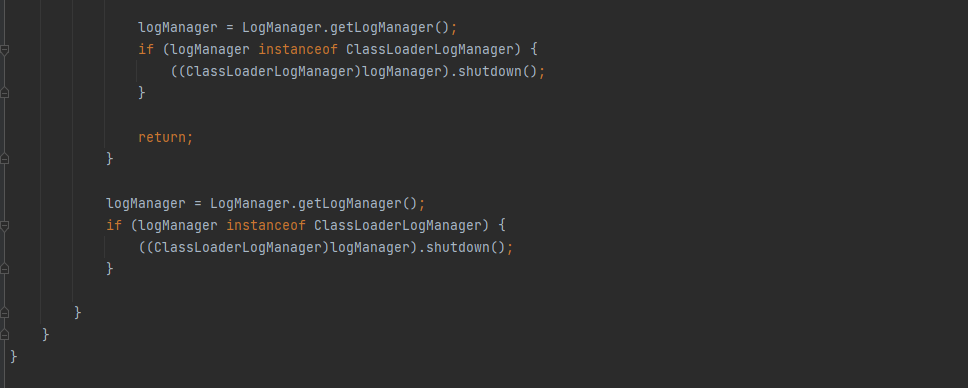 logManager = LogManager.getLogManager();
if (logManager instanceof ClassLoaderLogManager) {
((ClassLoaderLogManager)logManager).shutdown();
}
return;
}
logManager = LogManager.getLogManager();
if (logManager instanceof ClassLoaderLogManager) {
((ClassLoaderLogManager)logManager).shutdown();
}
}
}
}